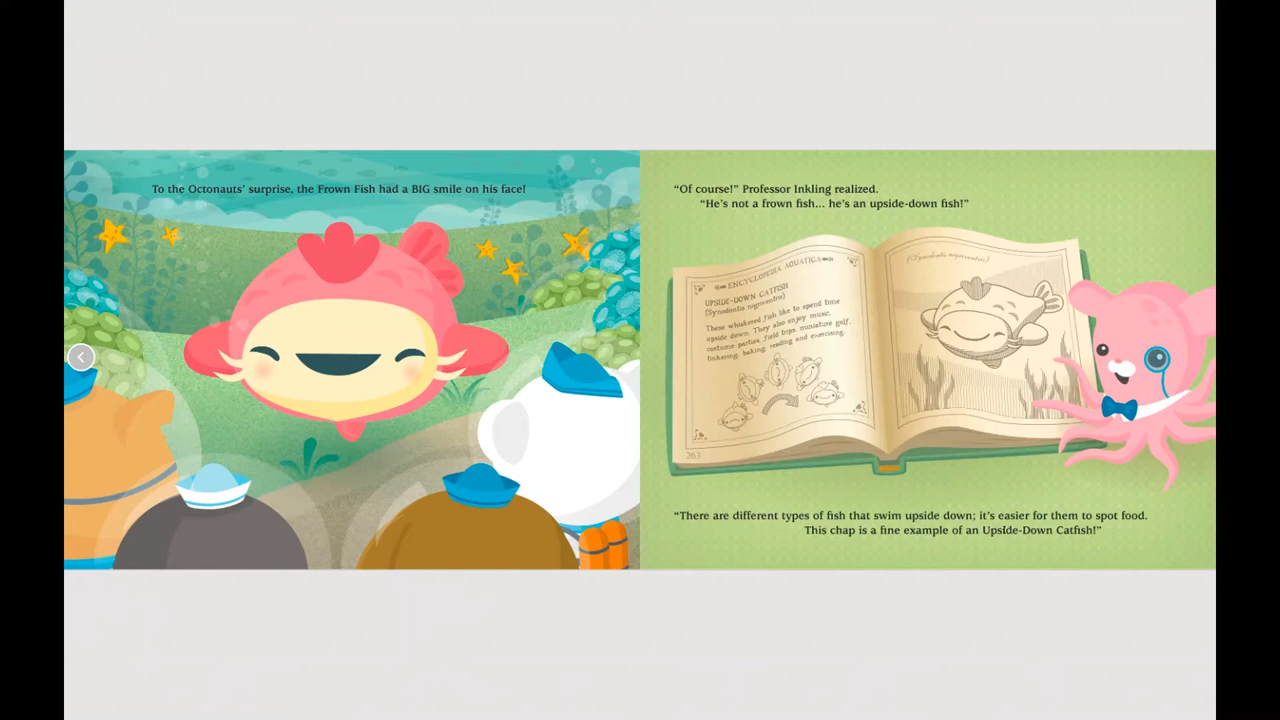 To the Octonauts’ surprise, the Frown Fish had a BIG smile on his face!
“Of course!” Professor Inkling realized.
“He’s not a frown fish... he’s an upside-down fish!”
ENCYCLOPEDIA AQUATICA
UPSIDE-DOWN CATFISH
(Synodontis nigriventris)
These whiskered fish like to spend time
upside down. They also enjoy music,
costume parties, field trips, miniature golf,
tinkering, baking, reading and exercising.
263
(Synodontis nigriventris)
“There are different types of fish that swim upside down; it’s easier for them to spot food.
This chap is a fine example of an Upside-Down Catfish!”